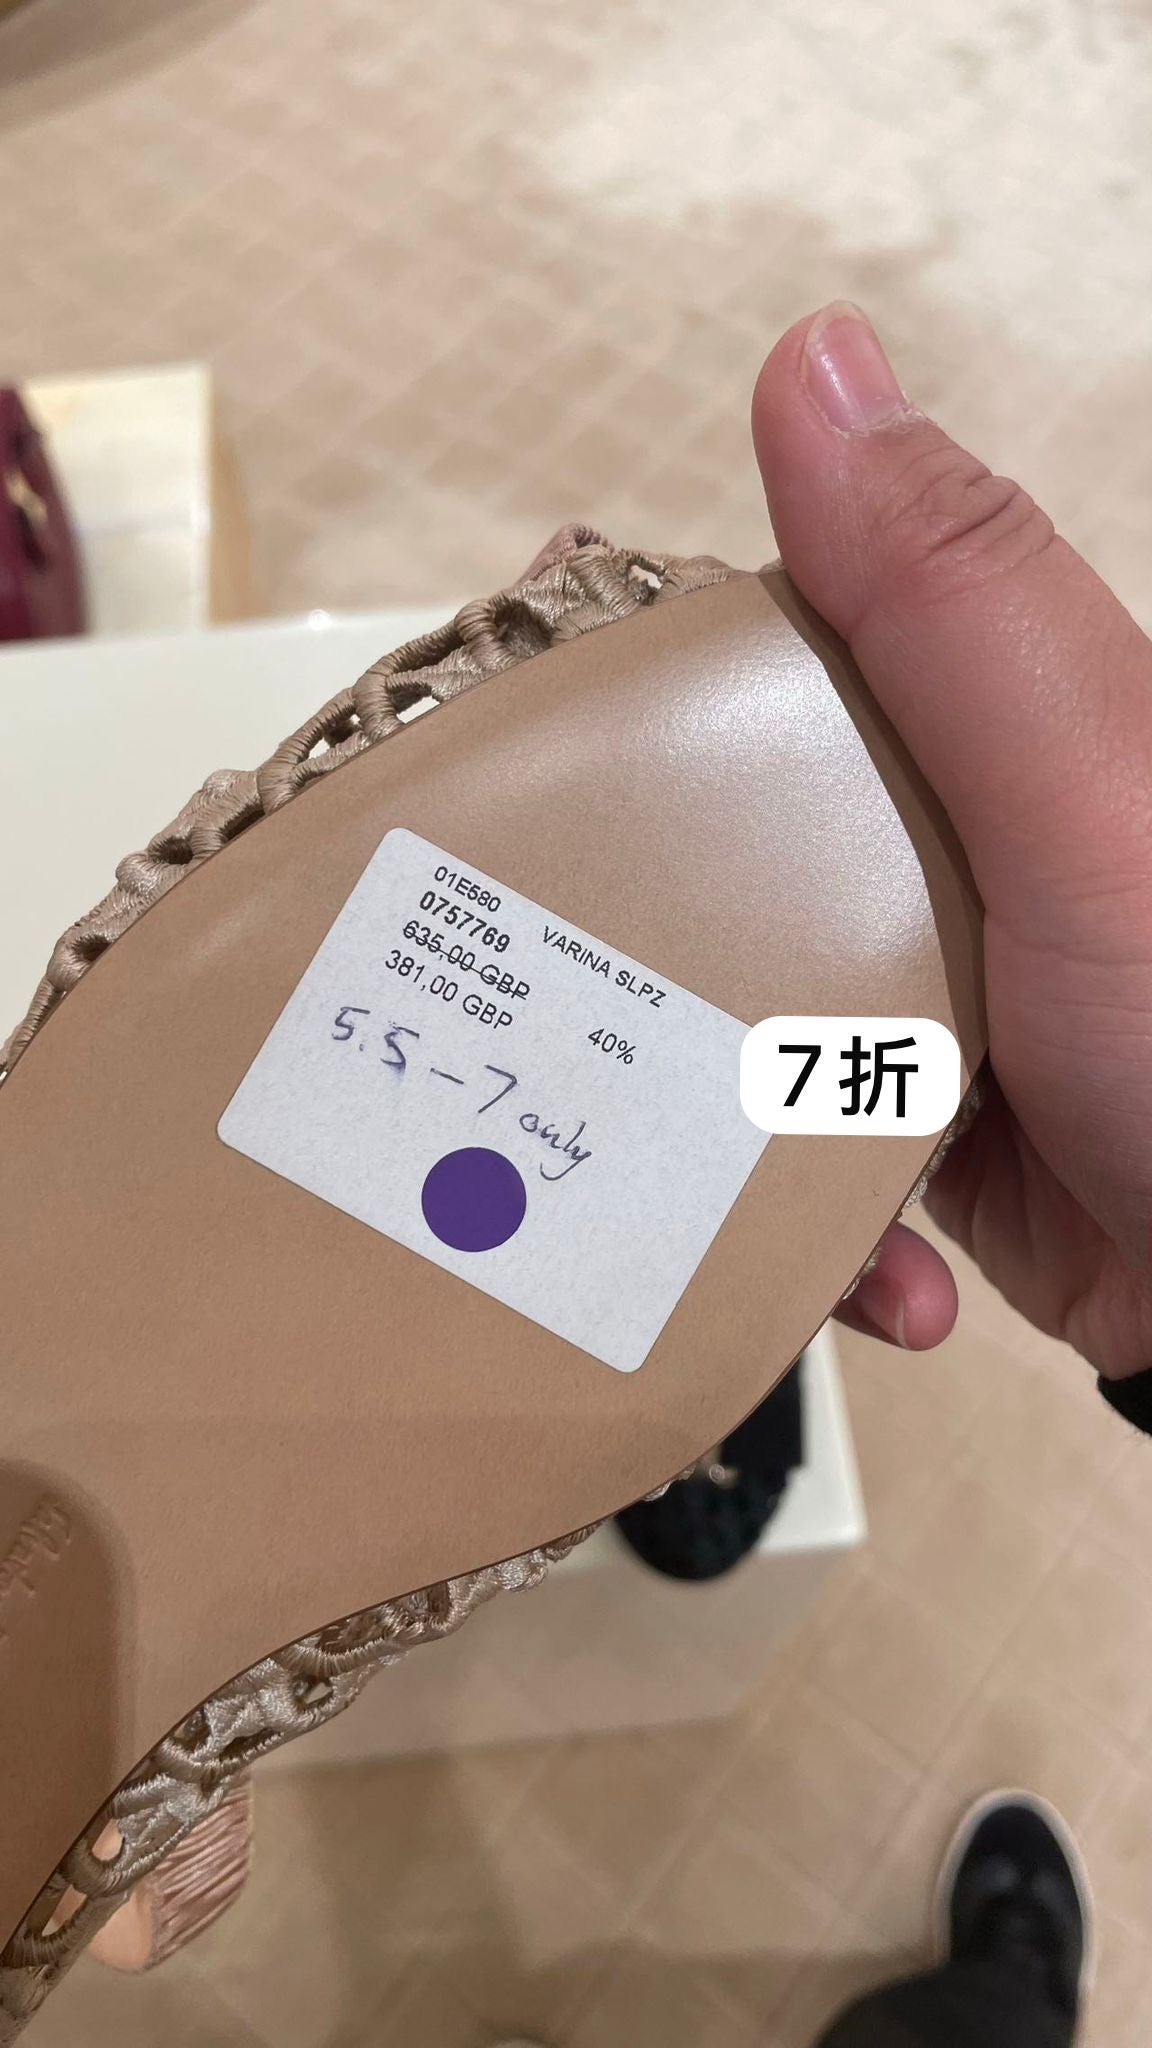 01E580
0757769 VARINA SLPZ
635,00 GBP
381,00 GBP 40%
5.5 - 7 only
7折